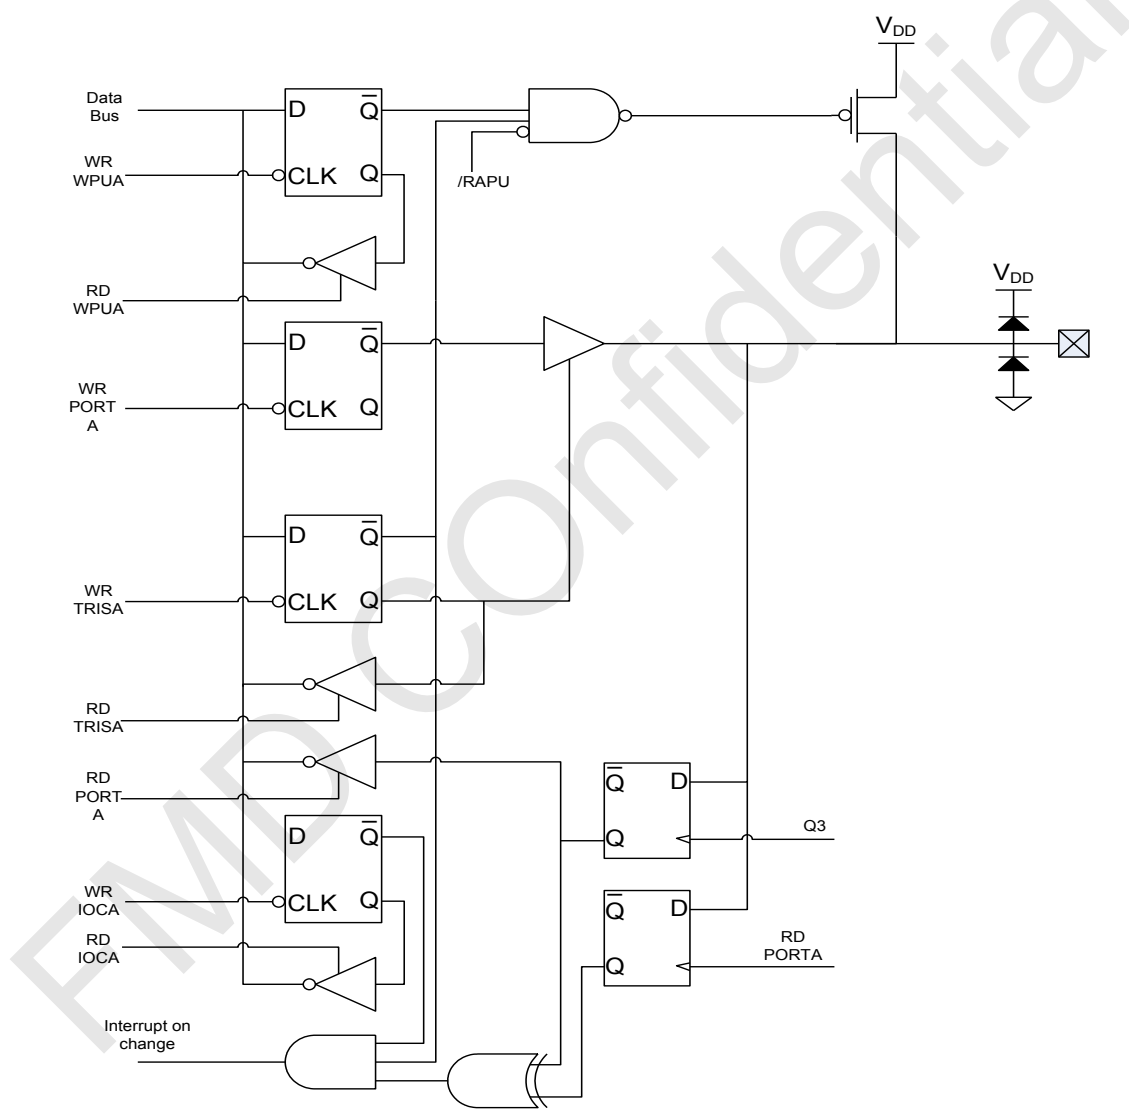 VDD
Data
Bus
D
Q
WR
WPUA
CLK
Q
/RAPU
RD
WPUA
VDD
D
Q
WR
PORT
A
CLK
Q
D
Q
WR
TRISA
CLK
Q
RD
TRISA
RD
PORT
A
Q
D
Q
Q3
D
Q
WR
IOCA
CLK
Q
RD
IOCA
Q
D
Q
RD
PORTA
Interrupt on
change
FMD COnfidential